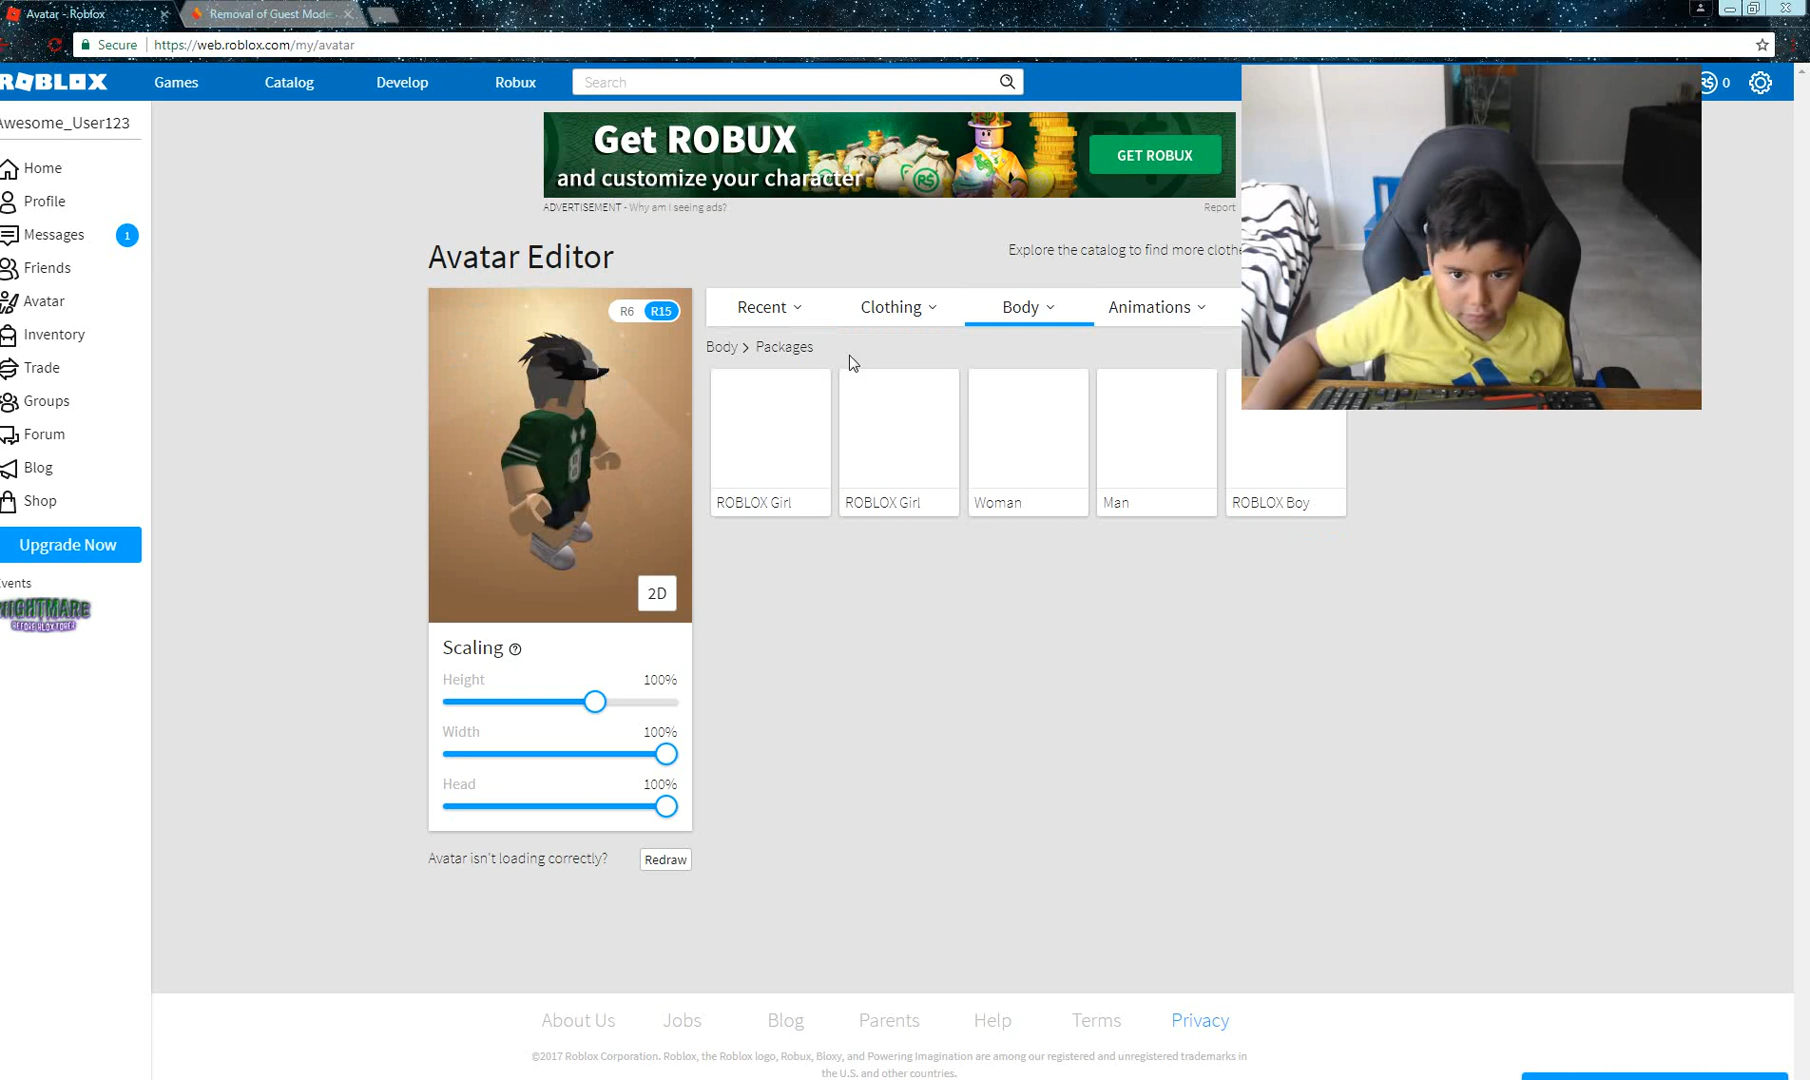 Avatar - Roblox
Removal of Guest Mode
Secure
https://web.roblox.com/my/avatar
ROBLOX
Games
Catalog
Develop
Robux
Search
R$ 0
Awesome_User123
Home
Profile
Messages
1
Friends
Avatar
Inventory
Trade
Groups
Forum
Blog
Shop
Upgrade Now
vents
NIGHTMARE
BEFORE BLOXTOBER
Get ROBUX
and customize your character
GET ROBUX
ADVERTISEMENT - Why am I seeing ads?
Report
Avatar Editor
Explore the catalog to find more clothe
R6
R15
2D
Recent
Clothing
Body
Animations
Body > Packages
ROBLOX Girl
ROBLOX Girl
Woman
Man
ROBLOX Boy
Scaling
Height 100%
Width 100%
Head 100%
Avatar isn't loading correctly?
Redraw
About Us
Jobs
Blog
Parents
Help
Terms
Privacy
©2017 Roblox Corporation. Roblox, the Roblox logo, Robux, Bloxy, and Powering Imagination are among our registered and unregistered trademarks in
the U.S. and other countries.